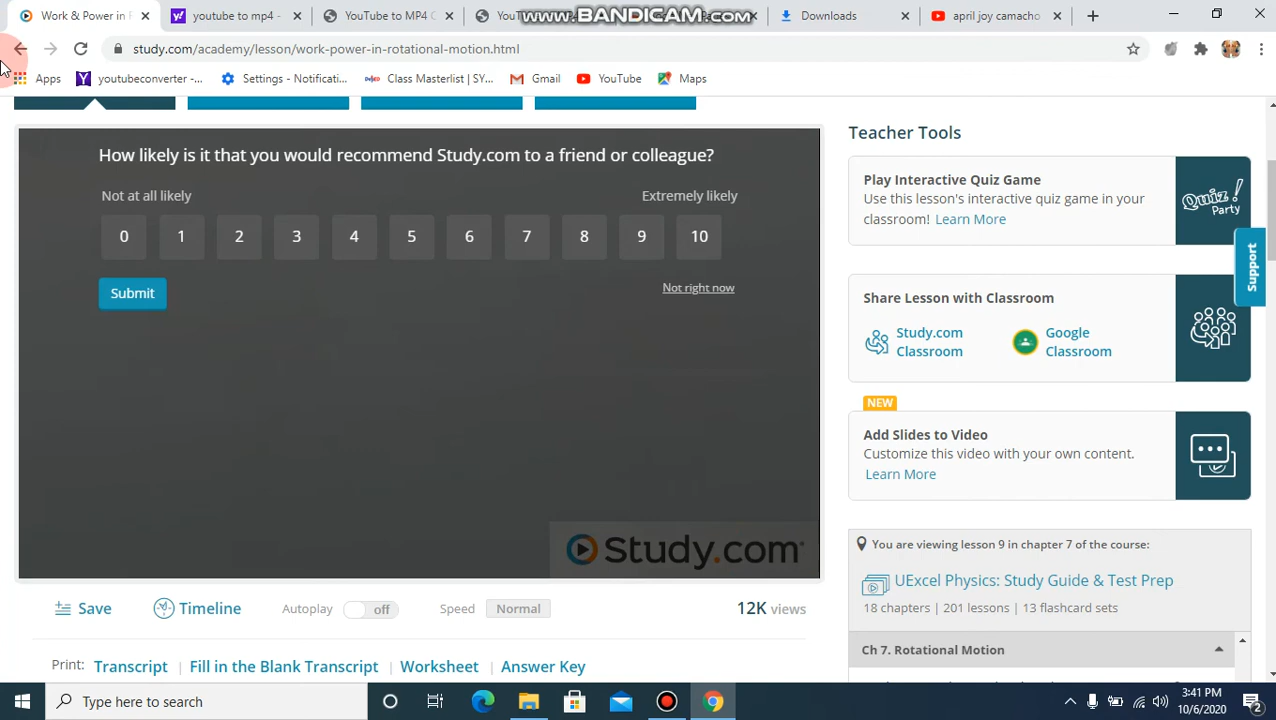 Work & Power in F
youtube to mp4 -
YouTube to MP4 C
YouT
www.BANDICAM.com
Downloads
april joy camacho
study.com/academy/lesson/work-power-in-rotational-motion.html
Apps
youtubeconverter -...
Settings - Notificati...
Class Masterlist | SY...
Gmail
YouTube
Maps
How likely is it that you would recommend Study.com to a friend or colleague?
Not at all likely
Extremely likely
0 1 2 3 4 5 6 7 8 9 10
Submit
Not right now
Study.com
Save
Timeline
Autoplay
off
Speed
Normal
12K views
Print: Transcript | Fill in the Blank Transcript | Worksheet | Answer Key
Teacher Tools
Play Interactive Quiz Game
Use this lesson's interactive quiz game in your
classroom! Learn More
Quiz!
Party
Support
Share Lesson with Classroom
Study.com
Classroom
Google
Classroom
NEW
Add Slides to Video
Customize this video with your own content.
Learn More
You are viewing lesson 9 in chapter 7 of the course:
UExcel Physics: Study Guide & Test Prep
18 chapters | 201 lessons | 13 flashcard sets
Ch 7. Rotational Motion
Type here to search
3:41 PM
10/6/2020
2